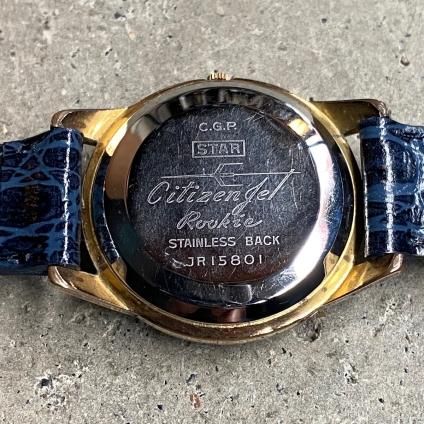 C.G.P.
STAR
Citizen Jet
Rookie
STAINLESS BACK
JR15801